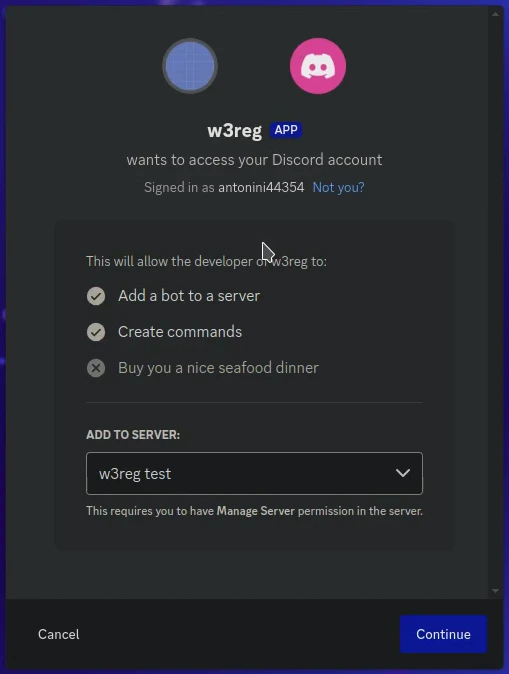 w3reg APP
wants to access your Discord account
Signed in as antonini44354 Not you?
This will allow the developer of w3reg to:
Add a bot to a server
Create commands
Buy you a nice seafood dinner
ADD TO SERVER:
w3reg test
This requires you to have Manage Server permission in the server.
Cancel
Continue